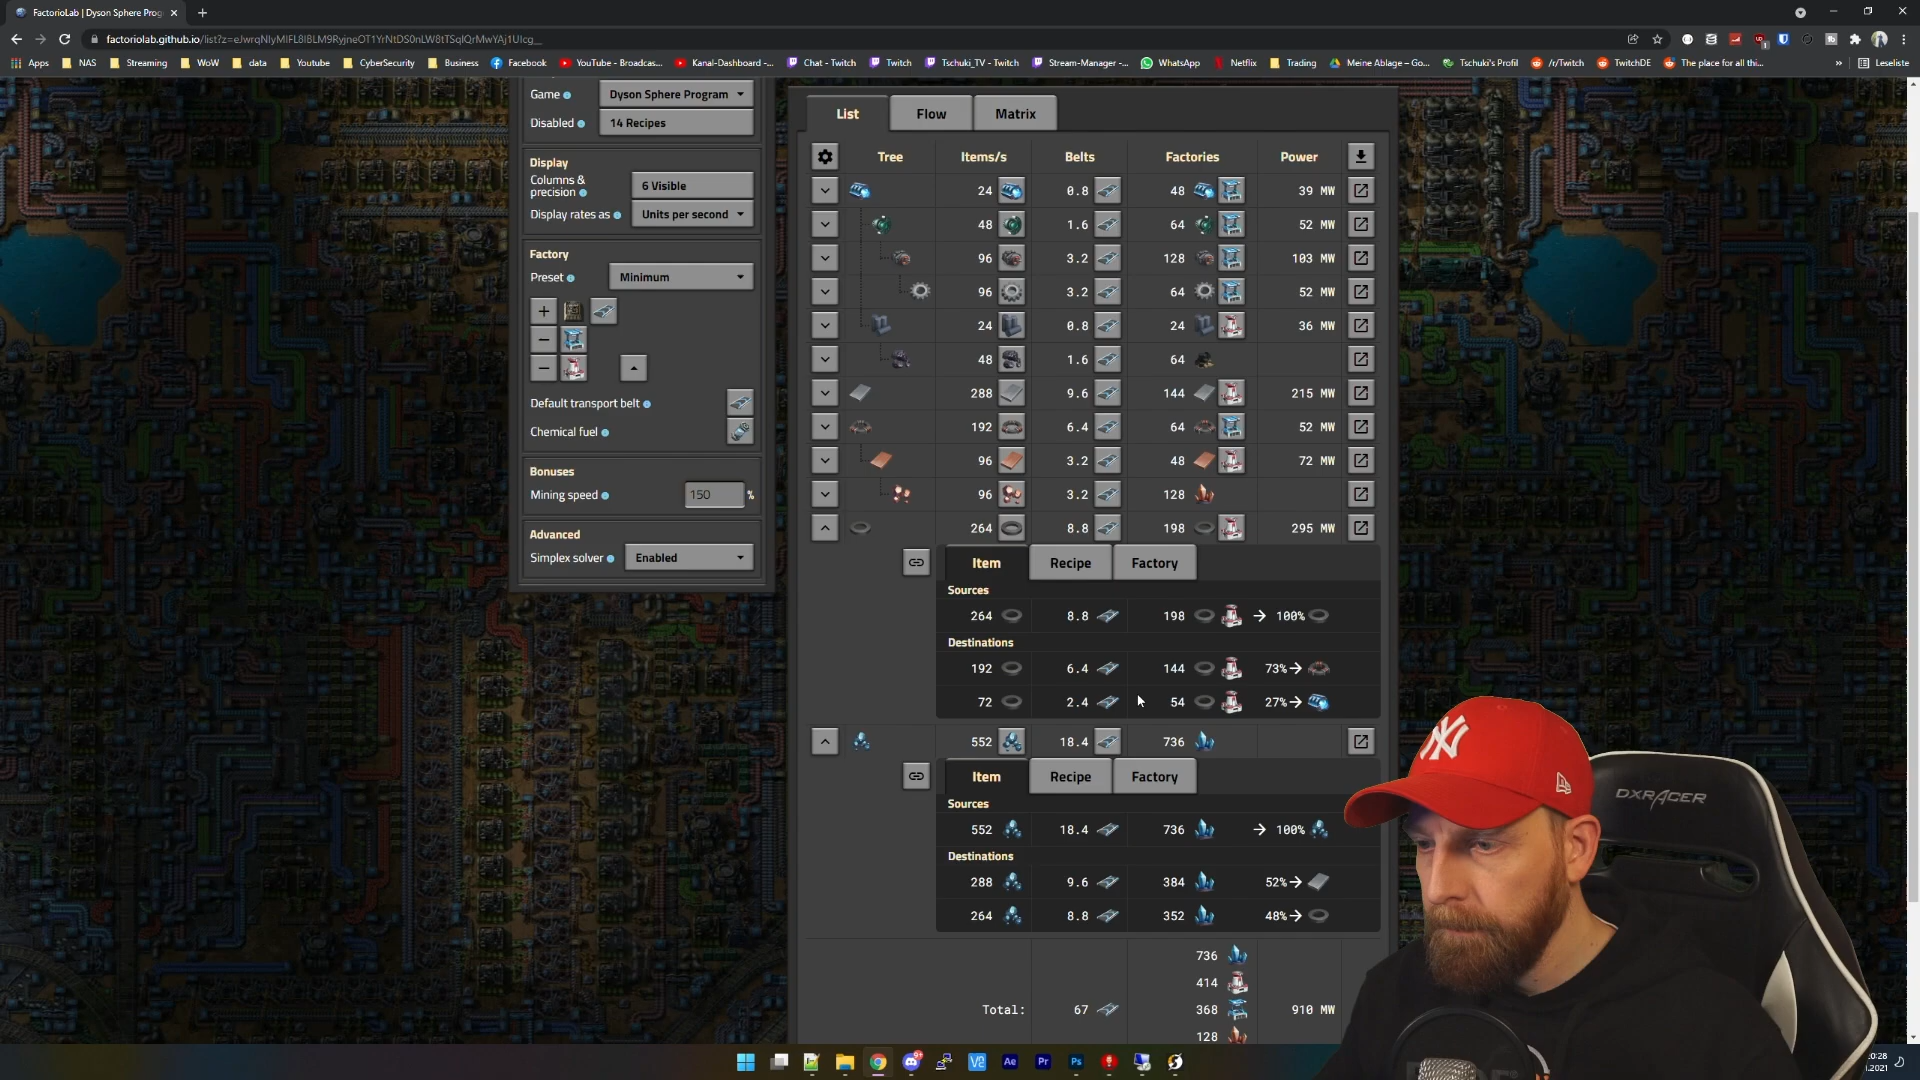 FactorioLab | Dyson Sphere Prog
factoriolab.github.io/list?z=eJwrqNIyMIFL8IBLM9RyjneOT1YrNtDS0nLW8tTSqIQrMwYAj1UIcg__
Apps NAS Streaming WoW data Youtube CyberSecurity Business Facebook YouTube - Broadcas... Kanal-Dashboard -... Chat - Twitch Twitch Tschuki_TV - Twitch Stream-Manager -... WhatsApp Netflix Trading Meine Ablage – Goo... Tschuki's Profil /r/Twitch TwitchDE The place for all thi... » Leseliste
Game Dyson Sphere Program
Disabled 14 Recipes
Display
Columns & precision 6 Visible
Display rates as Units per second
Factory
Preset Minimum
Default transport belt
Chemical fuel
Bonuses
Mining speed 150 %
Advanced
Simplex solver Enabled
List Flow Matrix
Tree Items/s Belts Factories Power
24 0.8 48 39 MW
48 1.6 64 52 MW
96 3.2 128 103 MW
96 3.2 64 52 MW
24 0.8 24 36 MW
48 1.6 64
288 9.6 144 215 MW
192 6.4 64 52 MW
96 3.2 48 72 MW
96 3.2 128
264 8.8 198 295 MW
Item Recipe Factory
Sources
264 8.8 198 → 100%
Destinations
192 6.4 144 73%→
72 2.4 54 27%→
552 18.4 736
Item Recipe Factory
Sources
552 18.4 736 → 100%
Destinations
288 9.6 384 52%→
264 8.8 352 48%→
736
414
Total: 67 368 910 MW
128
DXRACER
NY